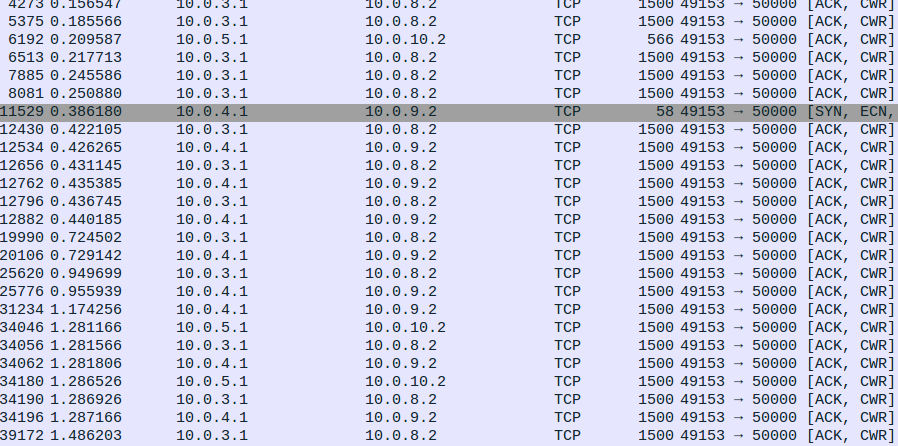 4273 0.156547 10.0.3.1 10.0.8.2 TCP 1500 49153 → 50000 [ACK, CWR]
5375 0.185566 10.0.3.1 10.0.8.2 TCP 1500 49153 → 50000 [ACK, CWR]
6192 0.209587 10.0.5.1 10.0.10.2 TCP 566 49153 → 50000 [ACK, CWR]
6513 0.217713 10.0.3.1 10.0.8.2 TCP 1500 49153 → 50000 [ACK, CWR]
7885 0.245586 10.0.3.1 10.0.8.2 TCP 1500 49153 → 50000 [ACK, CWR]
8081 0.250880 10.0.3.1 10.0.8.2 TCP 1500 49153 → 50000 [ACK, CWR]
11529 0.386180 10.0.4.1 10.0.9.2 TCP 58 49153 → 50000 [SYN, ECN,
12430 0.422105 10.0.3.1 10.0.8.2 TCP 1500 49153 → 50000 [ACK, CWR]
12534 0.426265 10.0.4.1 10.0.9.2 TCP 1500 49153 → 50000 [ACK, CWR]
12656 0.431145 10.0.3.1 10.0.8.2 TCP 1500 49153 → 50000 [ACK, CWR]
12762 0.435385 10.0.4.1 10.0.9.2 TCP 1500 49153 → 50000 [ACK, CWR]
12796 0.436745 10.0.3.1 10.0.8.2 TCP 1500 49153 → 50000 [ACK, CWR]
12882 0.440185 10.0.4.1 10.0.9.2 TCP 1500 49153 → 50000 [ACK, CWR]
19990 0.724502 10.0.3.1 10.0.8.2 TCP 1500 49153 → 50000 [ACK, CWR]
20106 0.729142 10.0.4.1 10.0.9.2 TCP 1500 49153 → 50000 [ACK, CWR]
25620 0.949699 10.0.3.1 10.0.8.2 TCP 1500 49153 → 50000 [ACK, CWR]
25776 0.955939 10.0.4.1 10.0.9.2 TCP 1500 49153 → 50000 [ACK, CWR]
31234 1.174256 10.0.4.1 10.0.9.2 TCP 1500 49153 → 50000 [ACK, CWR]
34046 1.281166 10.0.5.1 10.0.10.2 TCP 1500 49153 → 50000 [ACK, CWR]
34056 1.281566 10.0.3.1 10.0.8.2 TCP 1500 49153 → 50000 [ACK, CWR]
34062 1.281806 10.0.4.1 10.0.9.2 TCP 1500 49153 → 50000 [ACK, CWR]
34180 1.286526 10.0.5.1 10.0.10.2 TCP 1500 49153 → 50000 [ACK, CWR]
34190 1.286926 10.0.3.1 10.0.8.2 TCP 1500 49153 → 50000 [ACK, CWR]
34196 1.287166 10.0.4.1 10.0.9.2 TCP 1500 49153 → 50000 [ACK, CWR]
39172 1.486203 10.0.3.1 10.0.8.2 TCP 1500 49153 → 50000 [ACK, CWR]